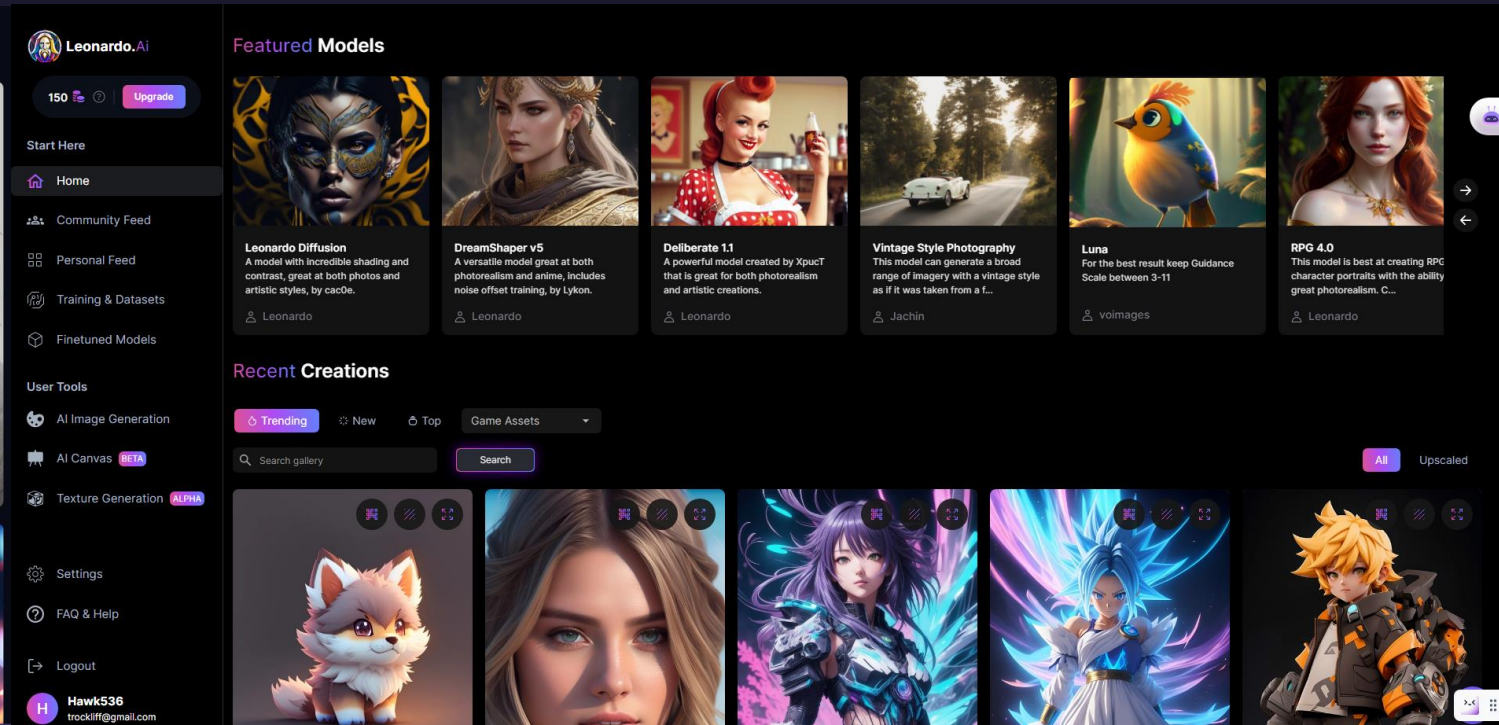 Leonardo.Ai
150
Upgrade
Start Here
Home
Community Feed
Personal Feed
Training & Datasets
Finetuned Models
User Tools
AI Image Generation
AI Canvas BETA
Texture Generation ALPHA
Settings
FAQ & Help
Logout
H
Hawk536
trockliff@gmail.com
Featured Models
Leonardo Diffusion
A model with incredible shading and
contrast, great at both photos and
artistic styles, by cac0e.
Leonardo
DreamShaper v5
A versatile model great at both
photorealism and anime, includes
noise offset training, by Lykon.
Leonardo
Deliberate 1.1
A powerful model created by XpucT
that is great for both photorealism
and artistic creations.
Leonardo
Vintage Style Photography
This model can generate a broad
range of imagery with a vintage style
as if it was taken from a f...
Jachin
Luna
For the best result keep Guidance
Scale between 3-11
voimages
RPG 4.0
This model is best at creating RPG
character portraits with the ability
great photorealism. C...
Leonardo
Recent Creations
Trending
New
Top
Game Assets
Search gallery
Search
All
Upscaled